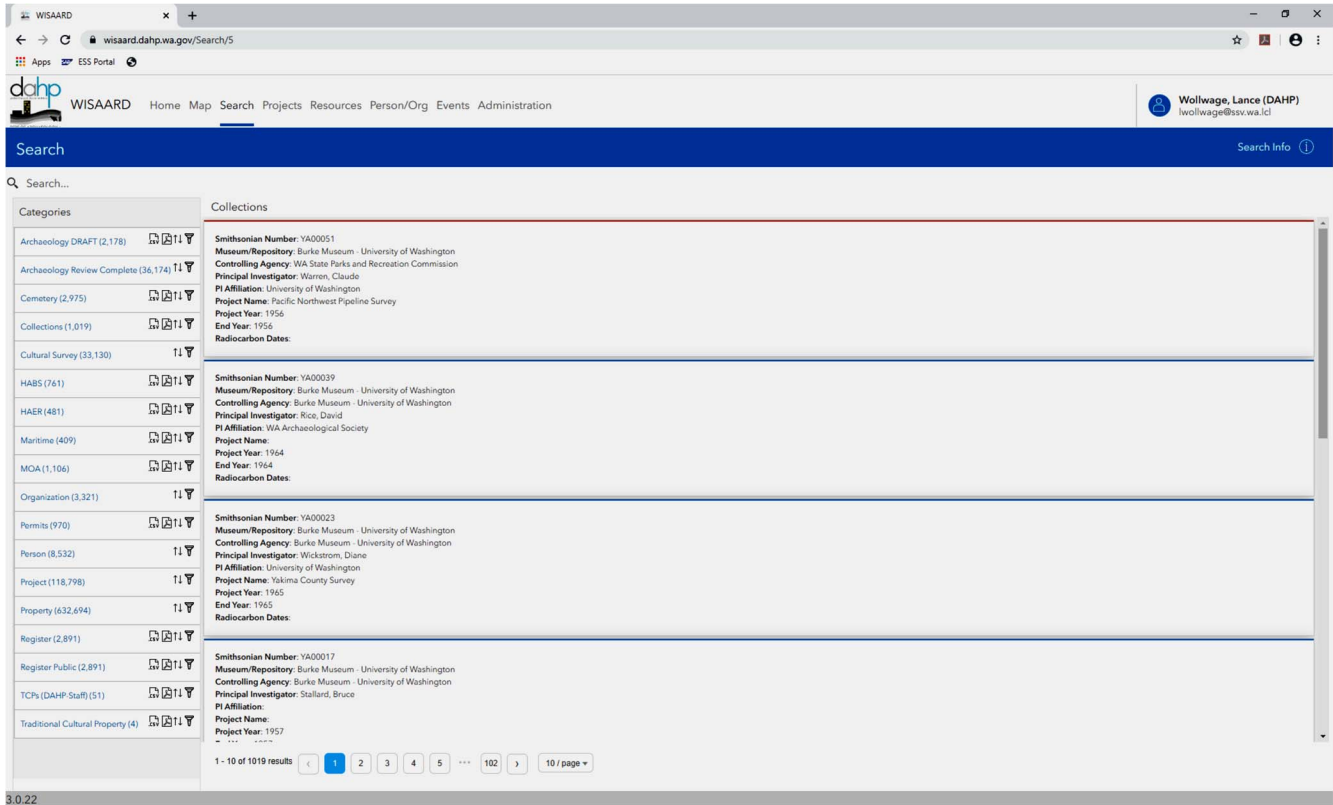 WISAARD
wisaard.dahp.wa.gov/Search/5
Apps ESS Portal
dahp
WISAARD Home Map Search Projects Resources Person/Org Events Administration
Wollwage, Lance (DAHP)
lwollwage@ssv.wa.lcl
Search Search Info
Search...
Categories
Archaeology DRAFT (2,178)
Archaeology Review Complete (36,174)
Cemetery (2,975)
Collections (1,019)
Cultural Survey (33,130)
HABS (761)
HAER (481)
Maritime (409)
MOA (1,106)
Organization (3,321)
Permits (970)
Person (8,532)
Project (118,798)
Property (632,694)
Register (2,891)
Register Public (2,891)
TCPs (DAHP-Staff) (51)
Traditional Cultural Property (4)
Collections
Smithsonian Number: YA00051
Museum/Repository: Burke Museum - University of Washington
Controlling Agency: WA State Parks and Recreation Commission
Principal Investigator: Warren, Claude
PI Affiliation: University of Washington
Project Name: Pacific Northwest Pipeline Survey
Project Year: 1956
End Year: 1956
Radiocarbon Dates:
Smithsonian Number: YA00039
Museum/Repository: Burke Museum - University of Washington
Controlling Agency: Burke Museum - University of Washington
Principal Investigator: Rice, David
PI Affiliation: WA Archaeological Society
Project Name:
Project Year: 1964
End Year: 1964
Radiocarbon Dates:
Smithsonian Number: YA00023
Museum/Repository: Burke Museum - University of Washington
Controlling Agency: Burke Museum - University of Washington
Principal Investigator: Wickstrom, Diane
PI Affiliation: University of Washington
Project Name: Yakima County Survey
Project Year: 1965
End Year: 1965
Radiocarbon Dates:
Smithsonian Number: YA00017
Museum/Repository: Burke Museum - University of Washington
Controlling Agency: Burke Museum - University of Washington
Principal Investigator: Stallard, Bruce
PI Affiliation:
Project Name:
Project Year: 1957
1 - 10 of 1019 results 1 2 3 4 5 ••• 102 10 / page
3.0.22